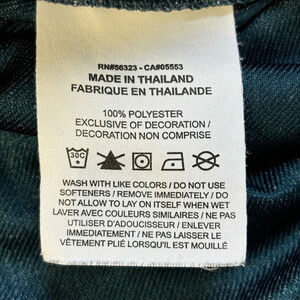 RN#56323 - CA#05553
MADE IN THAILAND
FABRIQUE EN THAILANDE
100% POLYESTER
EXCLUSIVE OF DECORATION /
DECORATION NON COMPRISE
30C
WASH WITH LIKE COLORS / DO NOT USE
SOFTENERS / REMOVE IMMEDIATELY / DO
NOT ALLOW TO LAY ON ITSELF WHEN WET
LAVER AVEC COULEURS SIMILAIRES / NE PAS
UTILISER D'ADOUCISSEUR / ENLEVER
IMMÉDIATEMENT / NE PAS LAISSER LE
VÊTEMENT PLIÉ LORSQU'IL EST MOUILLÉ